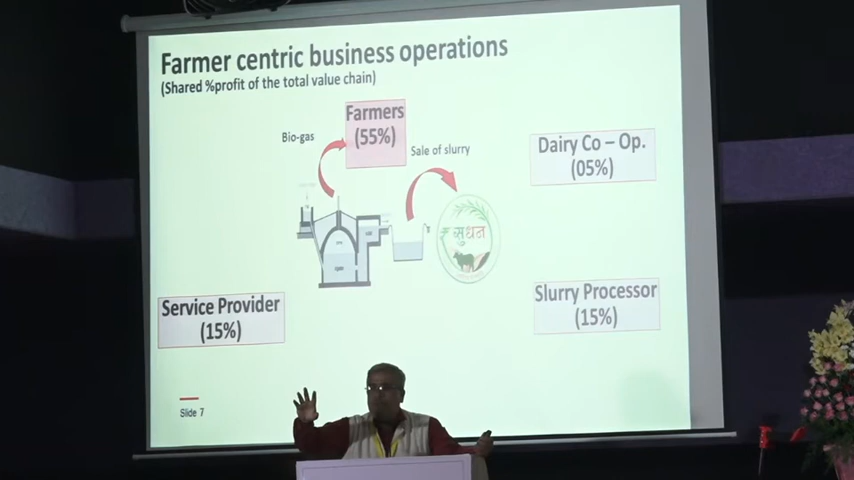 Farmer centric business operations
(Shared %profit of the total value chain)
Farmers
(55%)
Bio-gas
Sale of slurry
Dairy Co – Op.
(05%)
सुधन
Service Provider
(15%)
Slurry Processor
(15%)
Slide 7